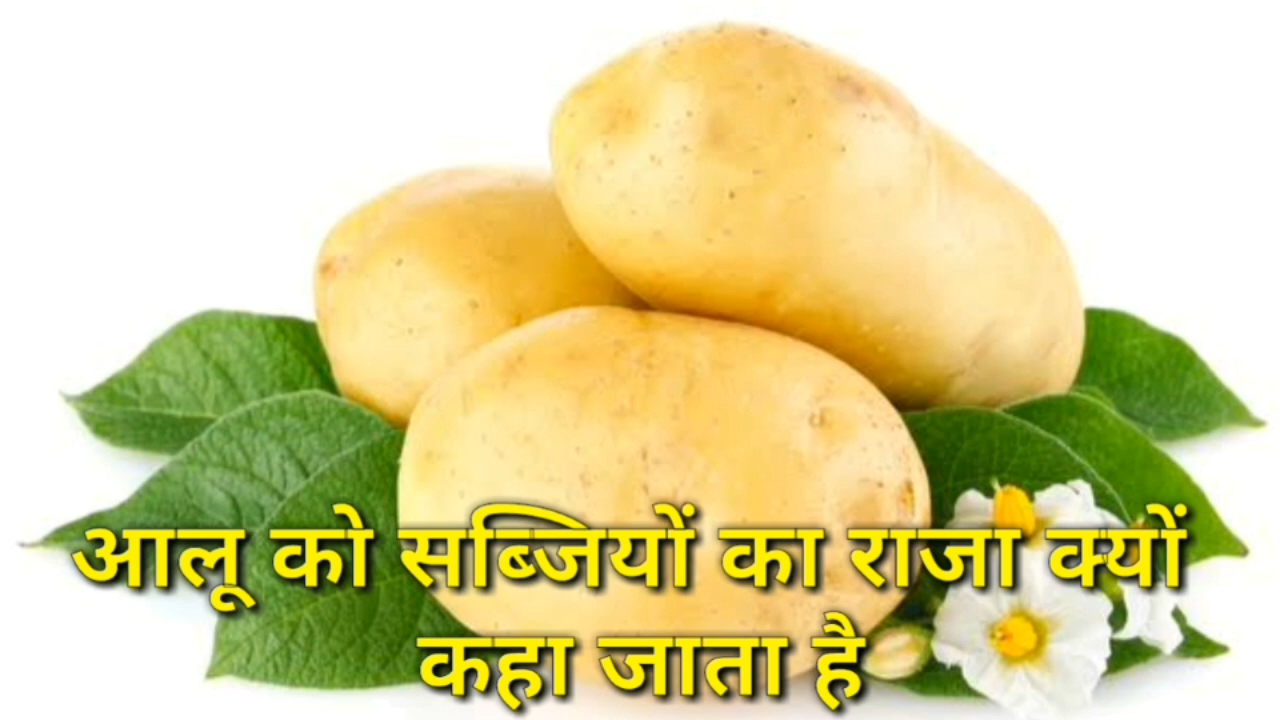 आलू को सब्जियों का राजा क्यों
कहा जाता है